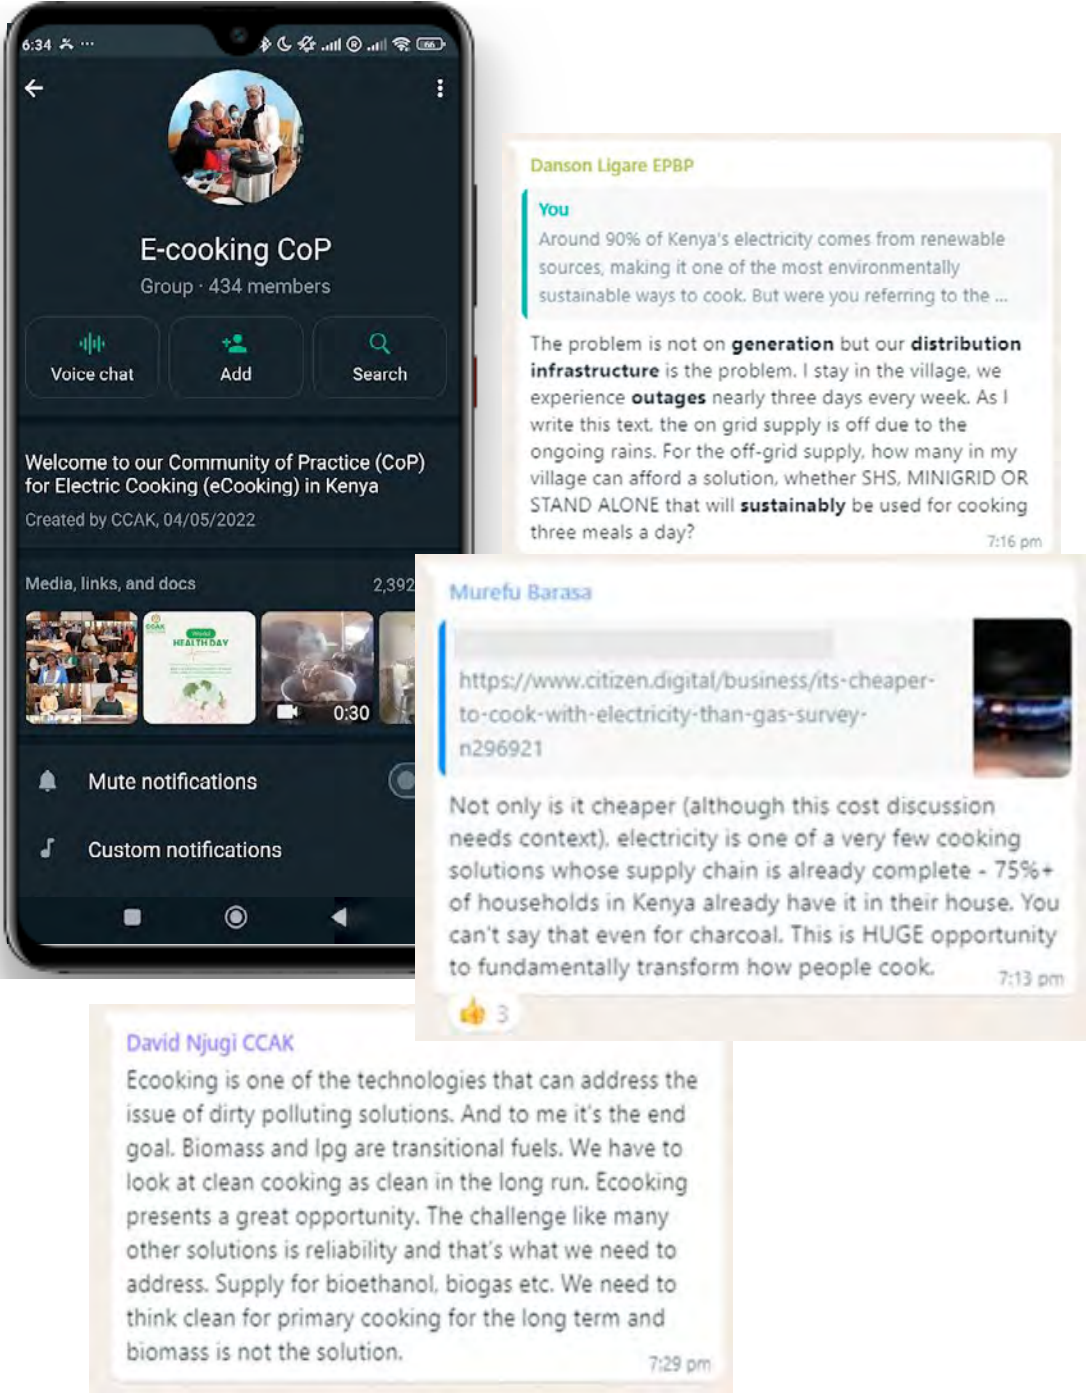 6:34
66
E-cooking CoP
Group · 434 members
Voice chat
Add
Search
Welcome to our Community of Practice (CoP)
for Electric Cooking (eCooking) in Kenya
Created by CCAK, 04/05/2022
Media, links, and docs
2,392
CCAK
World
HEALTH DAY
0:30
Mute notifications
Custom notifications
Danson Ligare EPBP
You
Around 90% of Kenya's electricity comes from renewable
sources, making it one of the most environmentally
sustainable ways to cook. But were you referring to the ...
The problem is not on generation but our distribution
infrastructure is the problem. I stay in the village, we
experience outages nearly three days every week. As I
write this text, the on grid supply is off due to the
ongoing rains. For the off-grid supply, how many in my
village can afford a solution, whether SHS, MINIGRID OR
STAND ALONE that will sustainably be used for cooking
three meals a day?
7:16 pm
Murefu Barasa
https://www.citizen.digital/business/its-cheaper-
to-cook-with-electricity-than-gas-survey-
n296921
Not only is it cheaper (although this cost discussion
needs context), electricity is one of a very few cooking
solutions whose supply chain is already complete - 75%+
of households in Kenya already have it in their house. You
can't say that even for charcoal. This is HUGE opportunity
to fundamentally transform how people cook.
7:13 pm
3
David Njugi CCAK
Ecooking is one of the technologies that can address the
issue of dirty polluting solutions. And to me it's the end
goal. Biomass and lpg are transitional fuels. We have to
look at clean cooking as clean in the long run. Ecooking
presents a great opportunity. The challenge like many
other solutions is reliability and that's what we need to
address. Supply for bioethanol, biogas etc. We need to
think clean for primary cooking for the long term and
biomass is not the solution.
7:29 pm